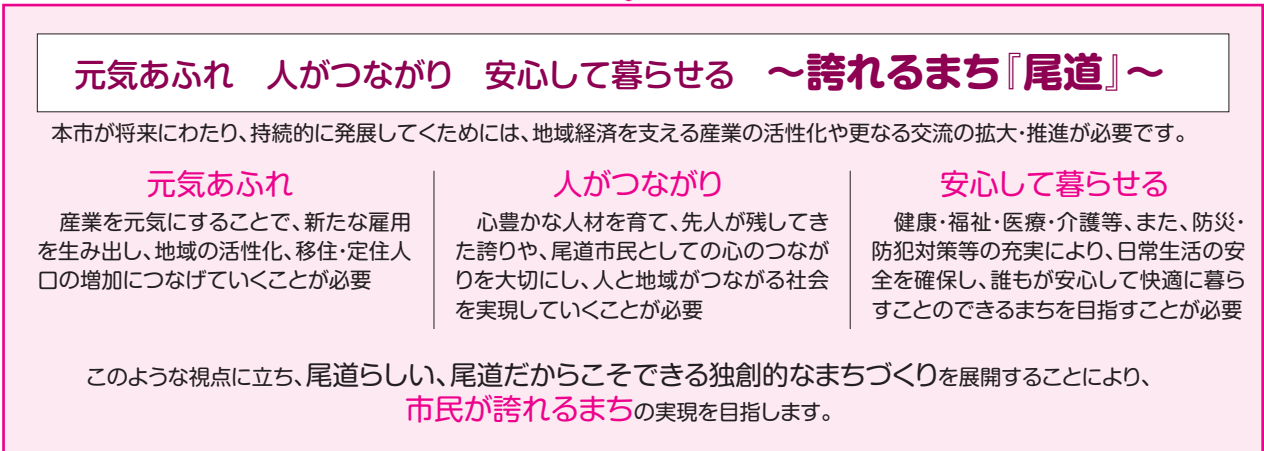 元気あふれ　人がつながり　安心して暮らせる　～誇れるまち『尾道』～
本市が将来にわたり、持続的に発展してくためには、地域経済を支える産業の活性化や更なる交流の拡大・推進が必要です。
元気あふれ
産業を元気にすることで、新たな雇用
を生み出し、地域の活性化、移住・定住人
口の増加につなげていくことが必要
人がつながり
心豊かな人材を育て、先人が残してき
た誇りや、尾道市民としての心のつなが
りを大切にし、人と地域がつながる社会
を実現していくことが必要
安心して暮らせる
健康・福祉・医療・介護等、また、防災・
防犯対策等の充実により、日常生活の安
全を確保し、誰もが安心して快適に暮ら
すことのできるまちを目指すことが必要
このような視点に立ち、尾道らしい、尾道だからこそできる独創的なまちづくりを展開することにより、
市民が誇れるまちの実現を目指します。